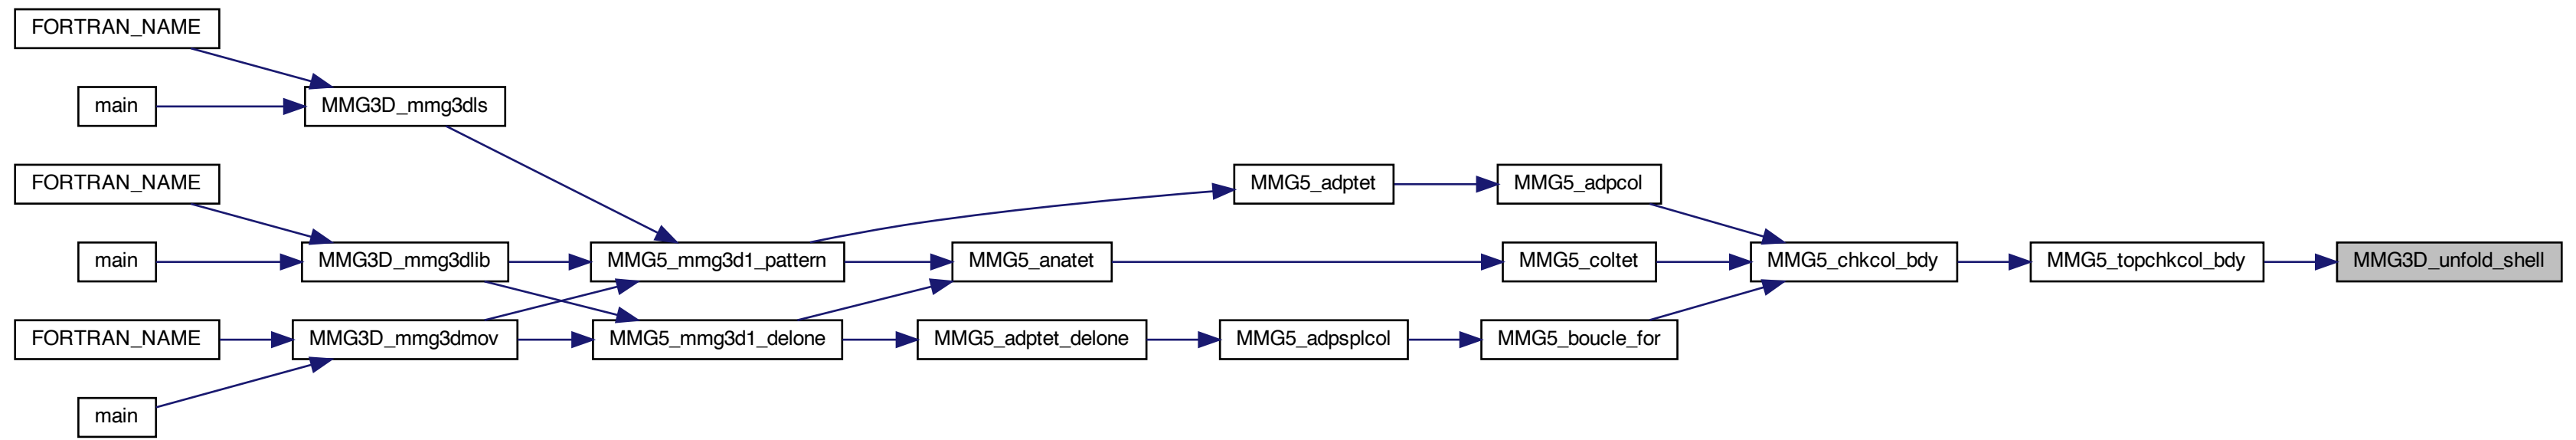 FORTRAN_NAME
main
MMG3D_mmg3dls
FORTRAN_NAME
MMG5_adptet
MMG5_adpcol
main
MMG3D_mmg3dlib
MMG5_mmg3d1_pattern
MMG5_anatet
MMG5_coltet
MMG5_chkcol_bdy
MMG5_topchkcol_bdy
MMG3D_unfold_shell
FORTRAN_NAME
MMG3D_mmg3dmov
MMG5_mmg3d1_delone
MMG5_adptet_delone
MMG5_adpsplcol
MMG5_boucle_for
main